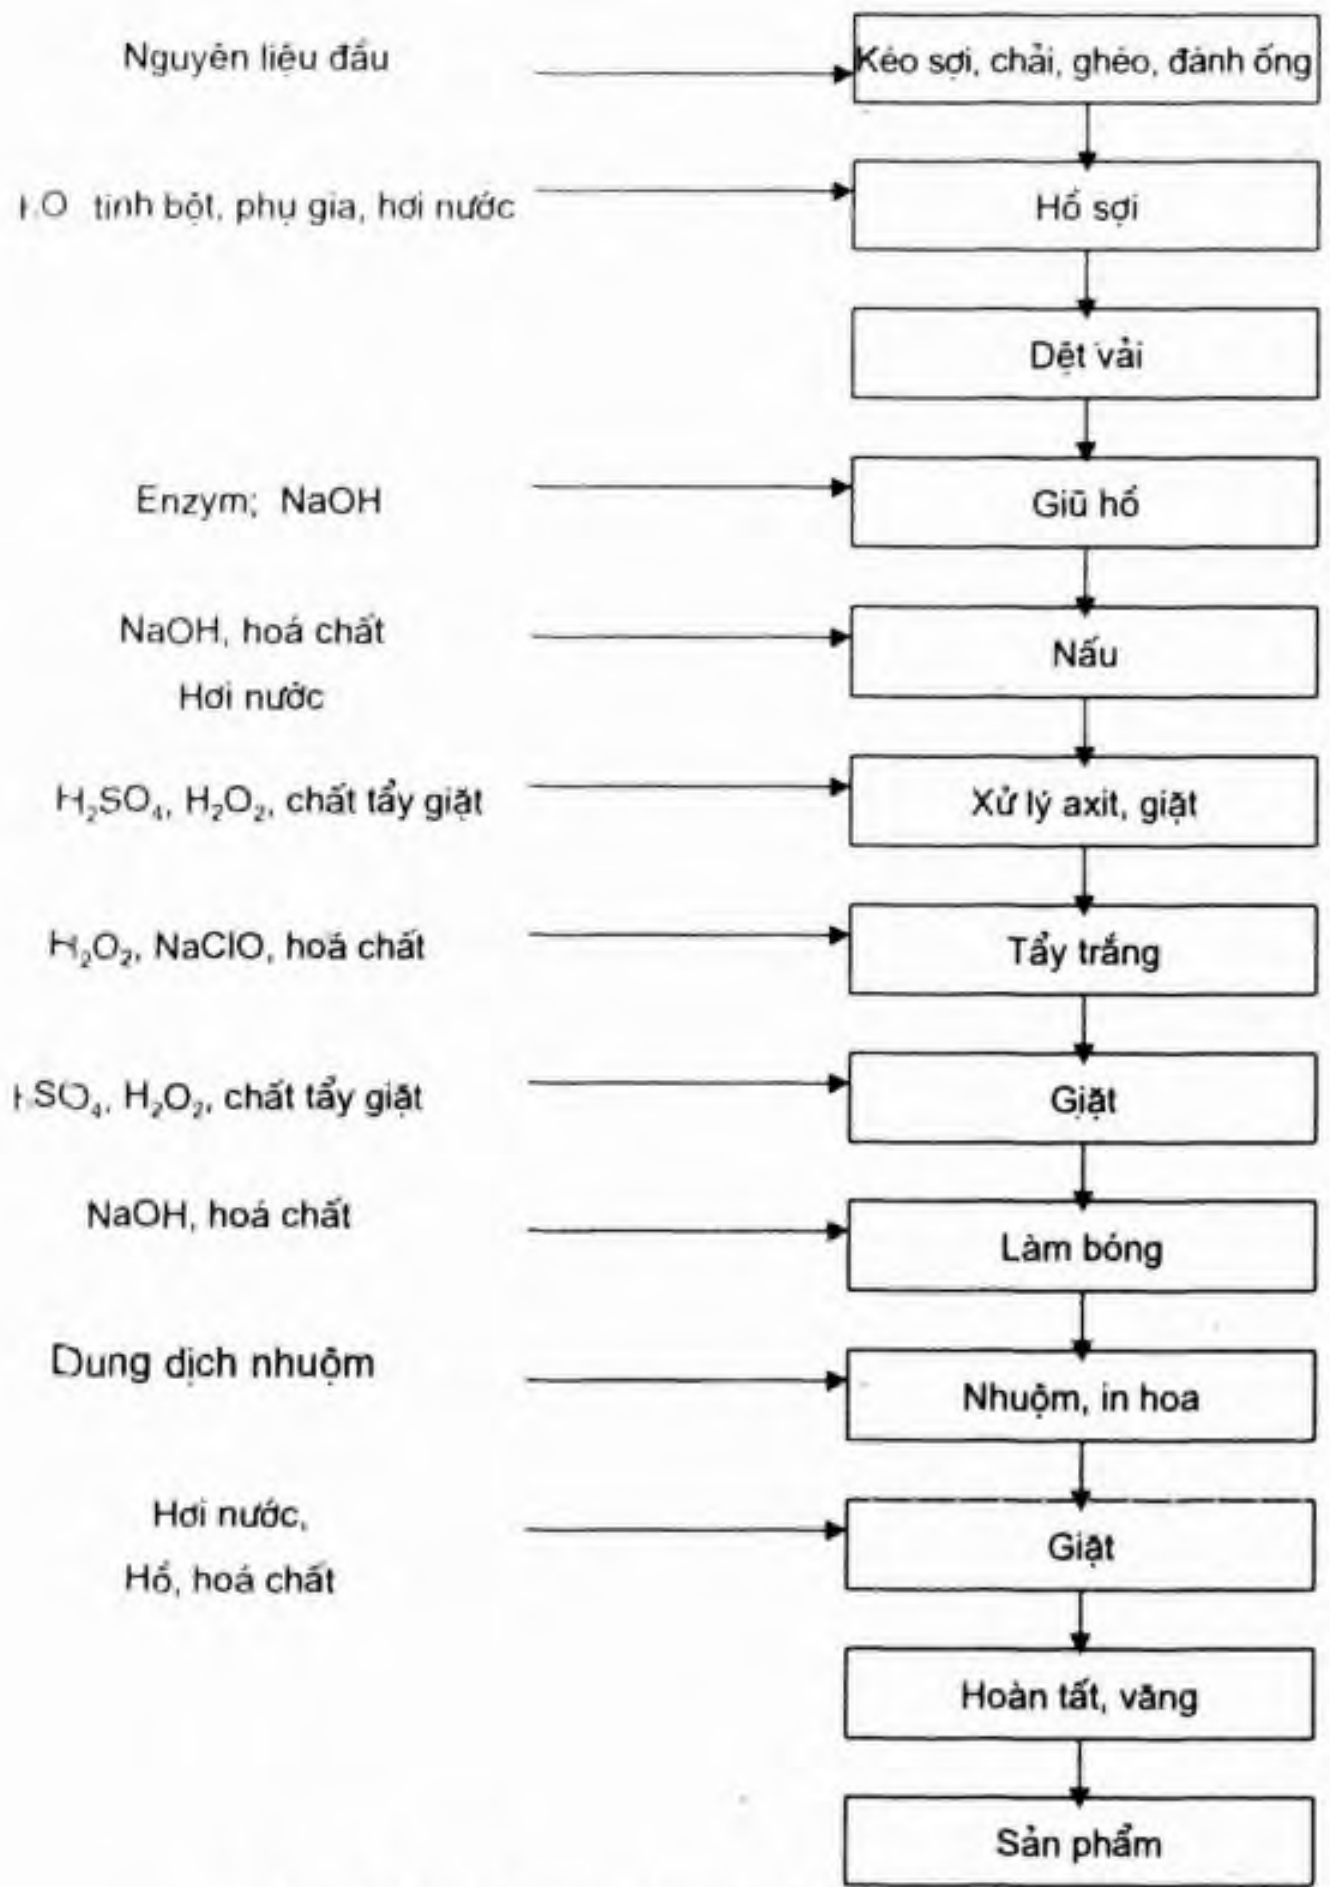 Nguyên liệu đầu
Kéo sợi, chải, ghéo, đánh ống
tinh bột, phụ gia, hơi nước
Hồ sợi
Dệt vải
Enzym; NaOH
Giũ hồ
NaOH, hoá chất
Hơi nước
Nấu
H₂SO₄, H₂O₂, chất tẩy giặt
Xử lý axit, giặt
H₂O₂, NaClO, hoá chất
Tẩy trắng
SO₄, H₂O₂, chất tẩy giặt
Giặt
NaOH, hoá chất
Làm bóng
Dung dịch nhuộm
Nhuộm, in hoa
Hơi nước,
Hồ, hoá chất
Giặt
Hoàn tất, văng
Sản phẩm